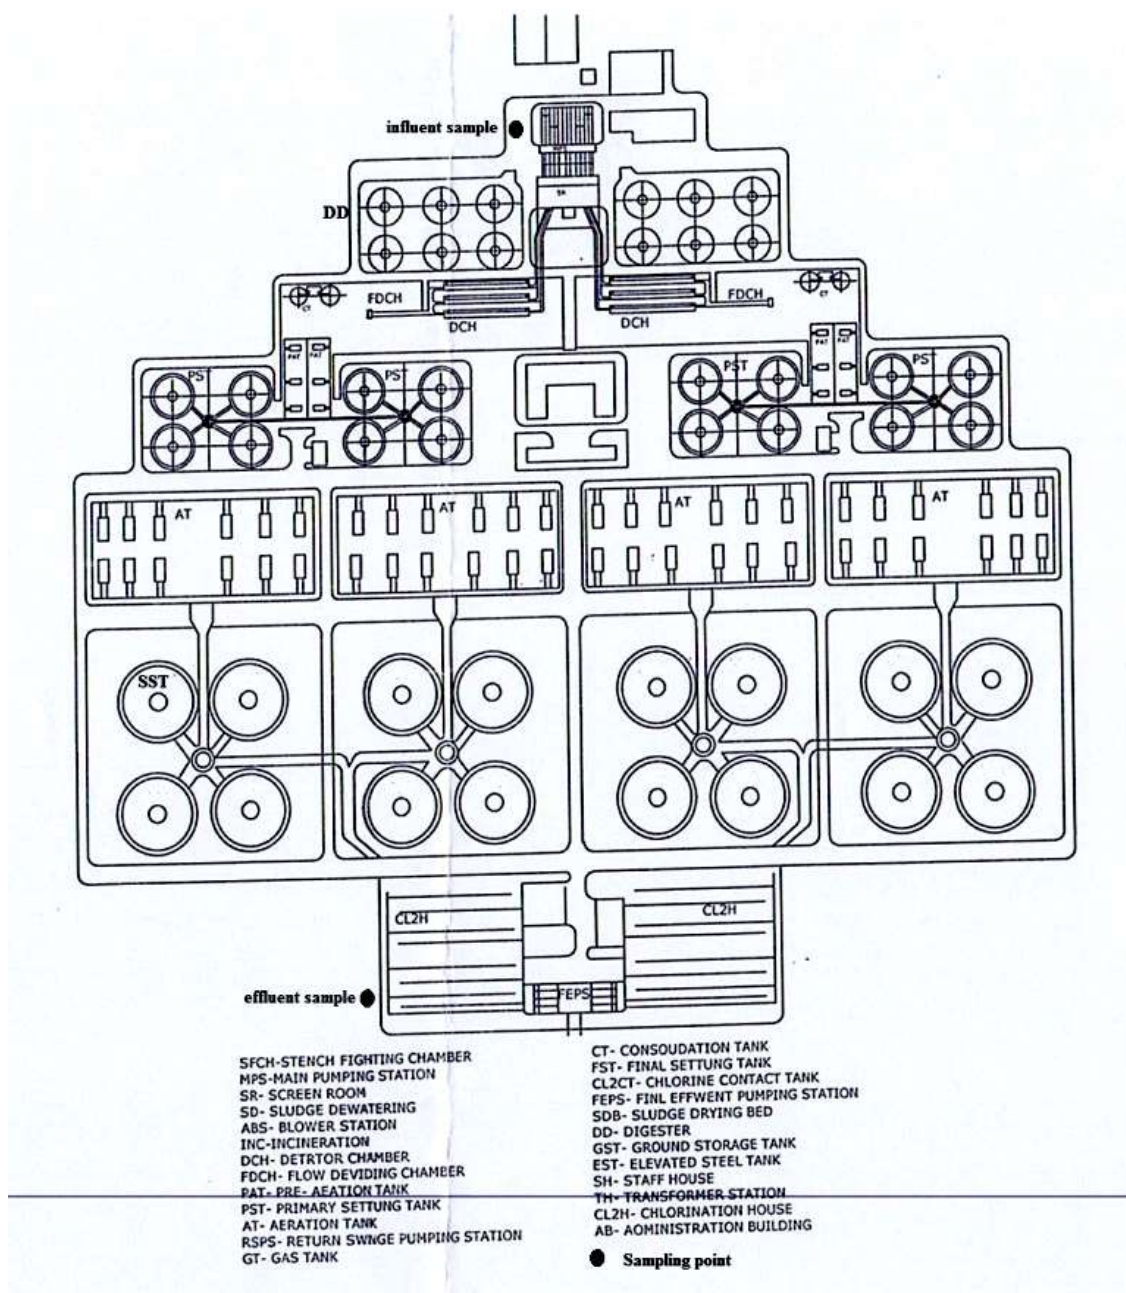 influent sample
SR
DD
CT
FDCH
DCH
FDCH
DCH
CT
PST
PAT
PAT
PST
PST
PST
AT
AT
AT
AT
SST
CL2H
CL2H
effluent sample
FEPS
SFCH-STENCH FIGHTING CHAMBER
MPS-MAIN PUMPING STATION
SR- SCREEN ROOM
SD- SLUDGE DEWATERING
ABS- BLOWER STATION
INC-INCINERATION
DCH- DETRTOR CHAMBER
FDCH- FLOW DEVIDING CHAMBER
PAT- PRE- AEATION TANK
PST- PRIMARY SETTUNG TANK
AT- AERATION TANK
RSPS- RETURN SWNGE PUMPING STATION
GT- GAS TANK
CT- CONSOUDATION TANK
FST- FINAL SETTUNG TANK
CL2CT- CHLORINE CONTACT TANK
FEPS- FINL EFFWENT PUMPING STATION
SDB- SLUDGE DRYING BED
DD- DIGESTER
GST- GROUND STORAGE TANK
EST- ELEVATED STEEL TANK
SH- STAFF HOUSE
TH- TRANSFORMER STATION
CL2H- CHLORINATION HOUSE
AB- AOMINISTRATION BUILDING
Sampling point